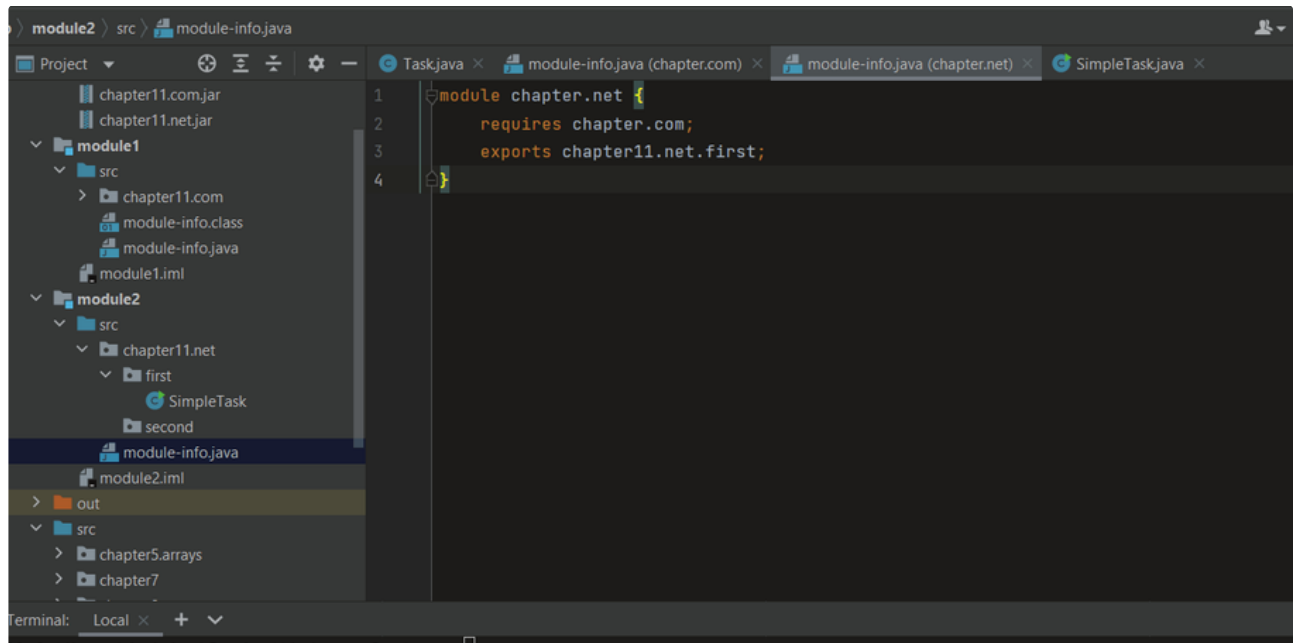 module2 src module-info.java
Project
Task.java module-info.java (chapter.com) module-info.java (chapter.net) SimpleTask.java
chapter11.com.jar
chapter11.net.jar
module1
src
chapter11.com
module-info.class
module-info.java
module1.iml
module2
src
chapter11.net
first
SimpleTask
second
module-info.java
module2.iml
out
src
chapter5.arrays
chapter7
1 module chapter.net {
2 requires chapter.com;
3 exports chapter11.net.first;
4 }
Terminal: Local